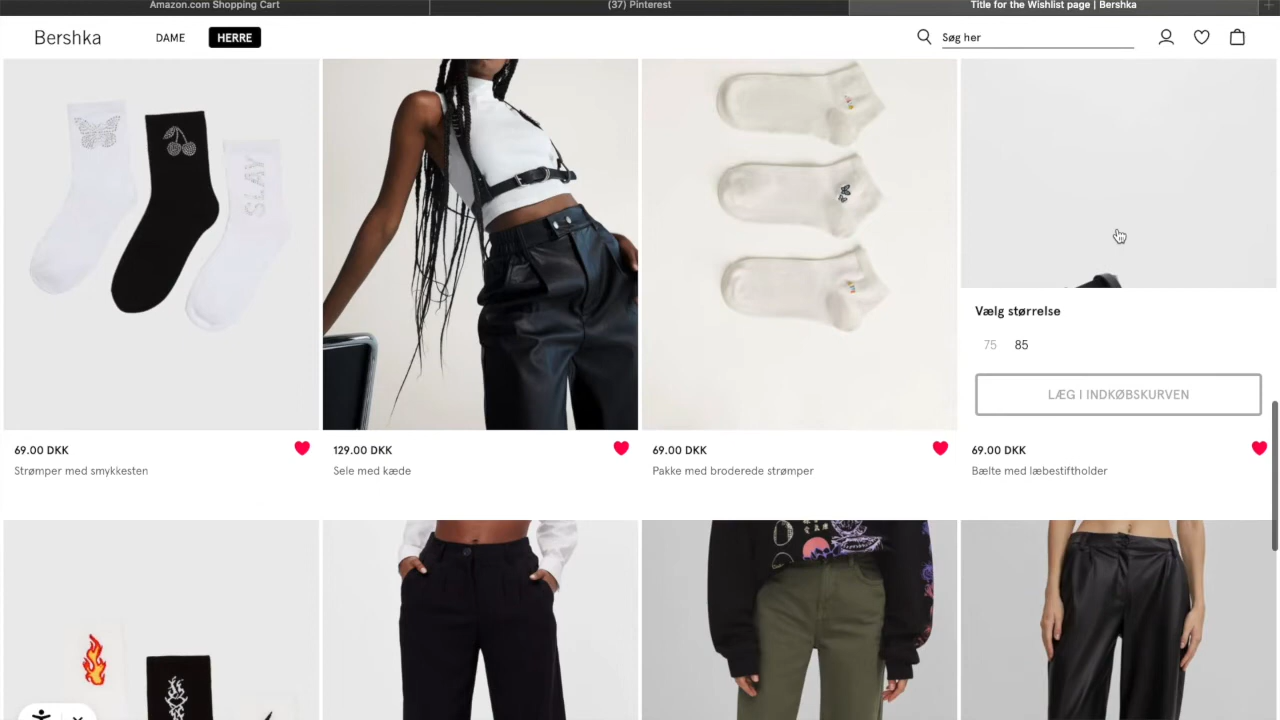 Amazon.com Shopping Cart
(37) Pinterest
Title for the Wishlist page | Bershka
Bershka
DAME
HERRE
Søg her
SLAY
Vælg størrelse
75 85
LÆG I INDKØBSKURVEN
69.00 DKK
Strømper med smykkesten
129.00 DKK
Sele med kæde
69.00 DKK
Pakke med broderede strømper
69.00 DKK
Bælte med læbestiftholder